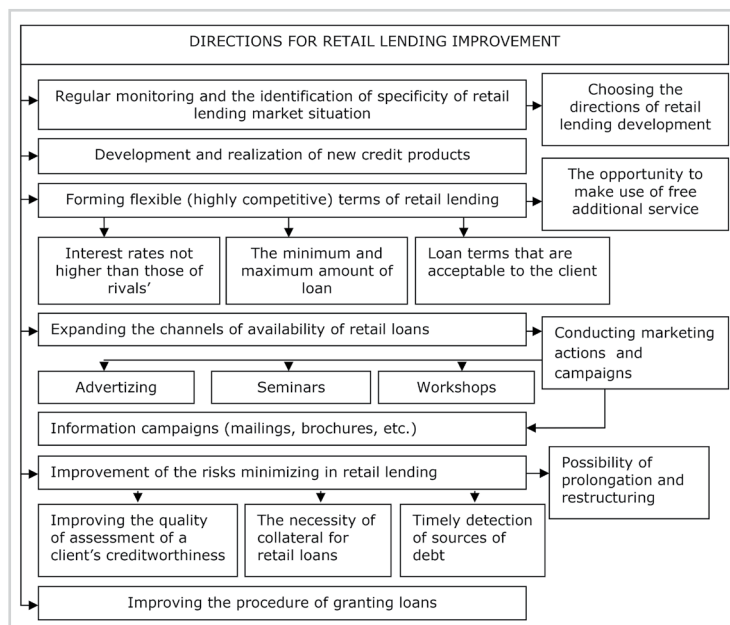 DIRECTIONS FOR RETAIL LENDING IMPROVEMENT
Regular monitoring and the identification of specificity of retail
lending market situation
Choosing the
directions of retail
lending development
Development and realization of new credit products
Forming flexible (highly competitive) terms of retail lending
The opportunity to
make use of free
additional service
Interest rates not
higher than those of
rivals’
The minimum and
maximum amount of
loan
Loan terms that are
acceptable to the client
Expanding the channels of availability of retail loans
Conducting marketing
actions and
campaigns
Advertizing
Seminars
Workshops
Information campaigns (mailings, brochures, etc.)
Improvement of the risks minimizing in retail lending
Possibility of
prolongation and
restructuring
Improving the quality
of assessment of a
client’s creditworthiness
The necessity of
collateral for
retail loans
Timely detection
of sources of
debt
Improving the procedure of granting loans